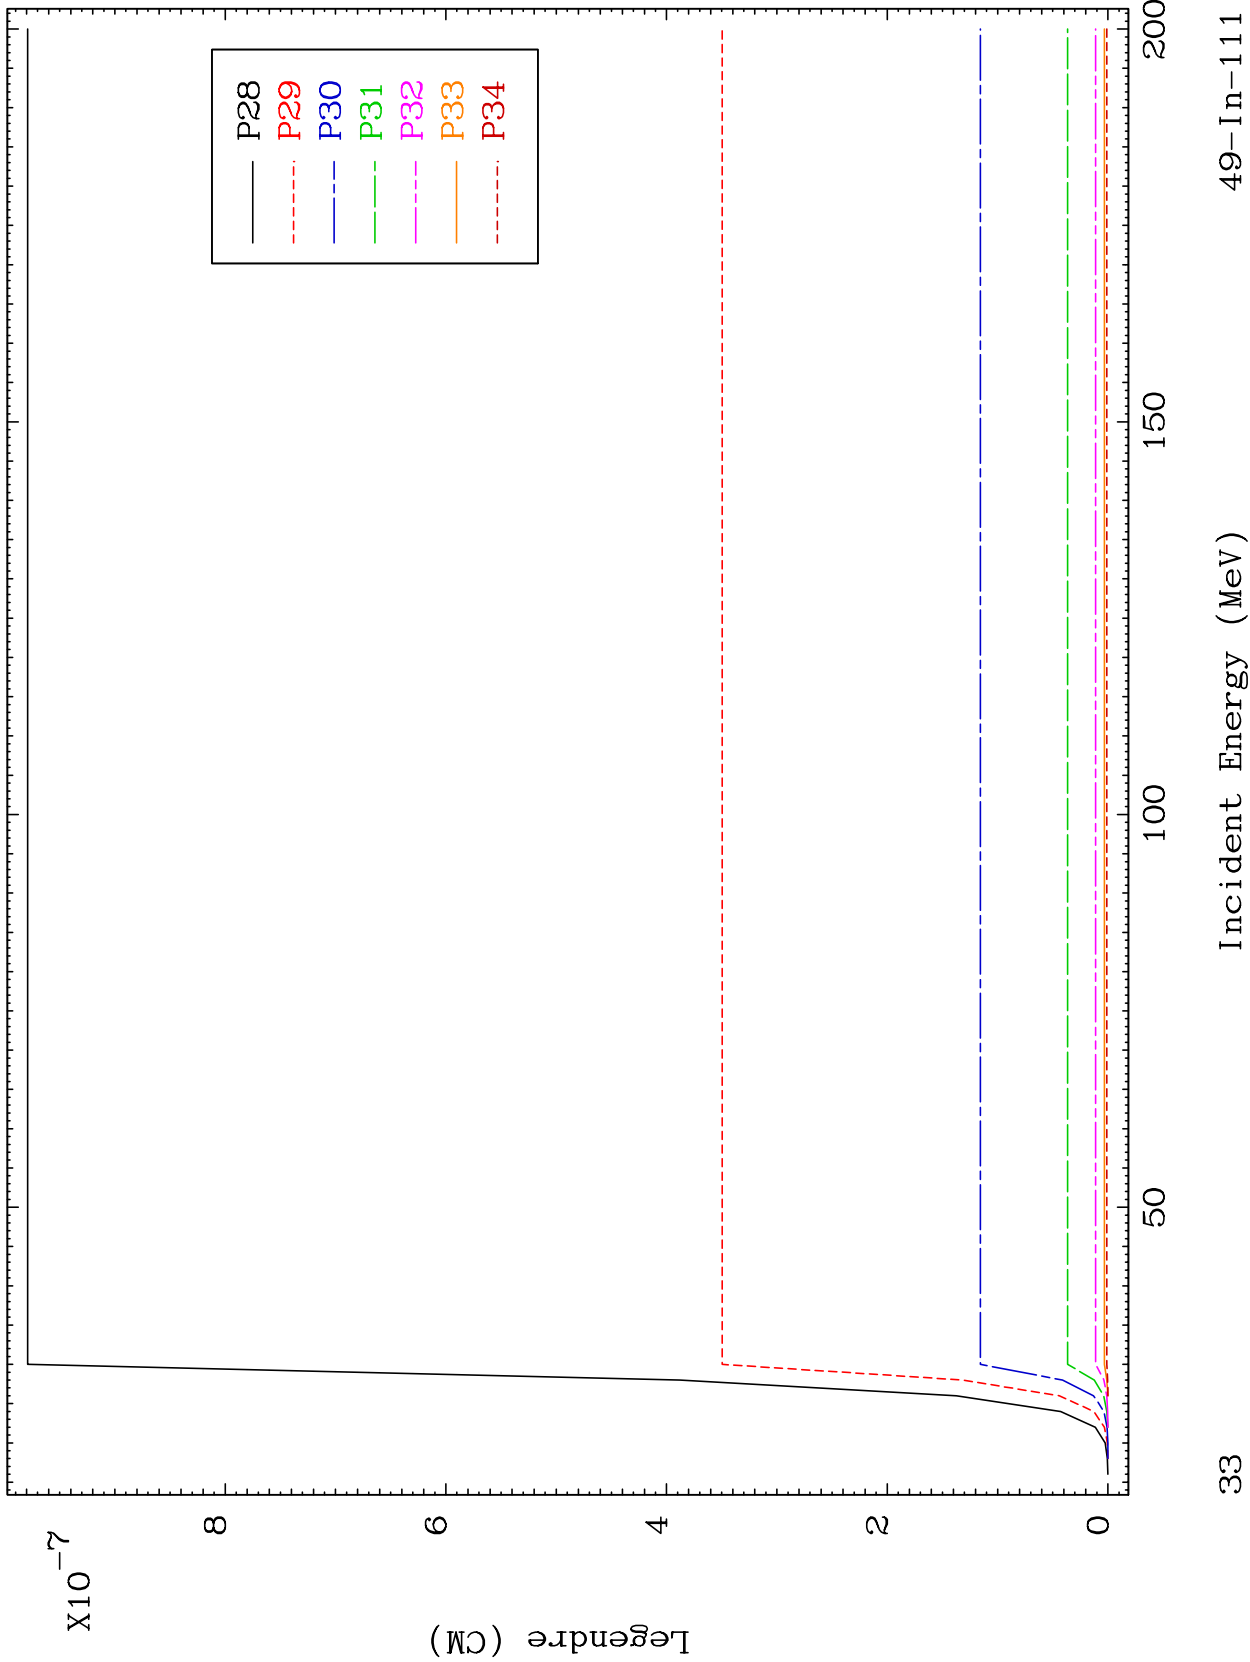 X10-7
8
6
4
2
0
Legendre (CM)
P28
P29
P30
P31
P32
P33
P34
50
100
150
200
Incident Energy (MeV)
33
49-In-111